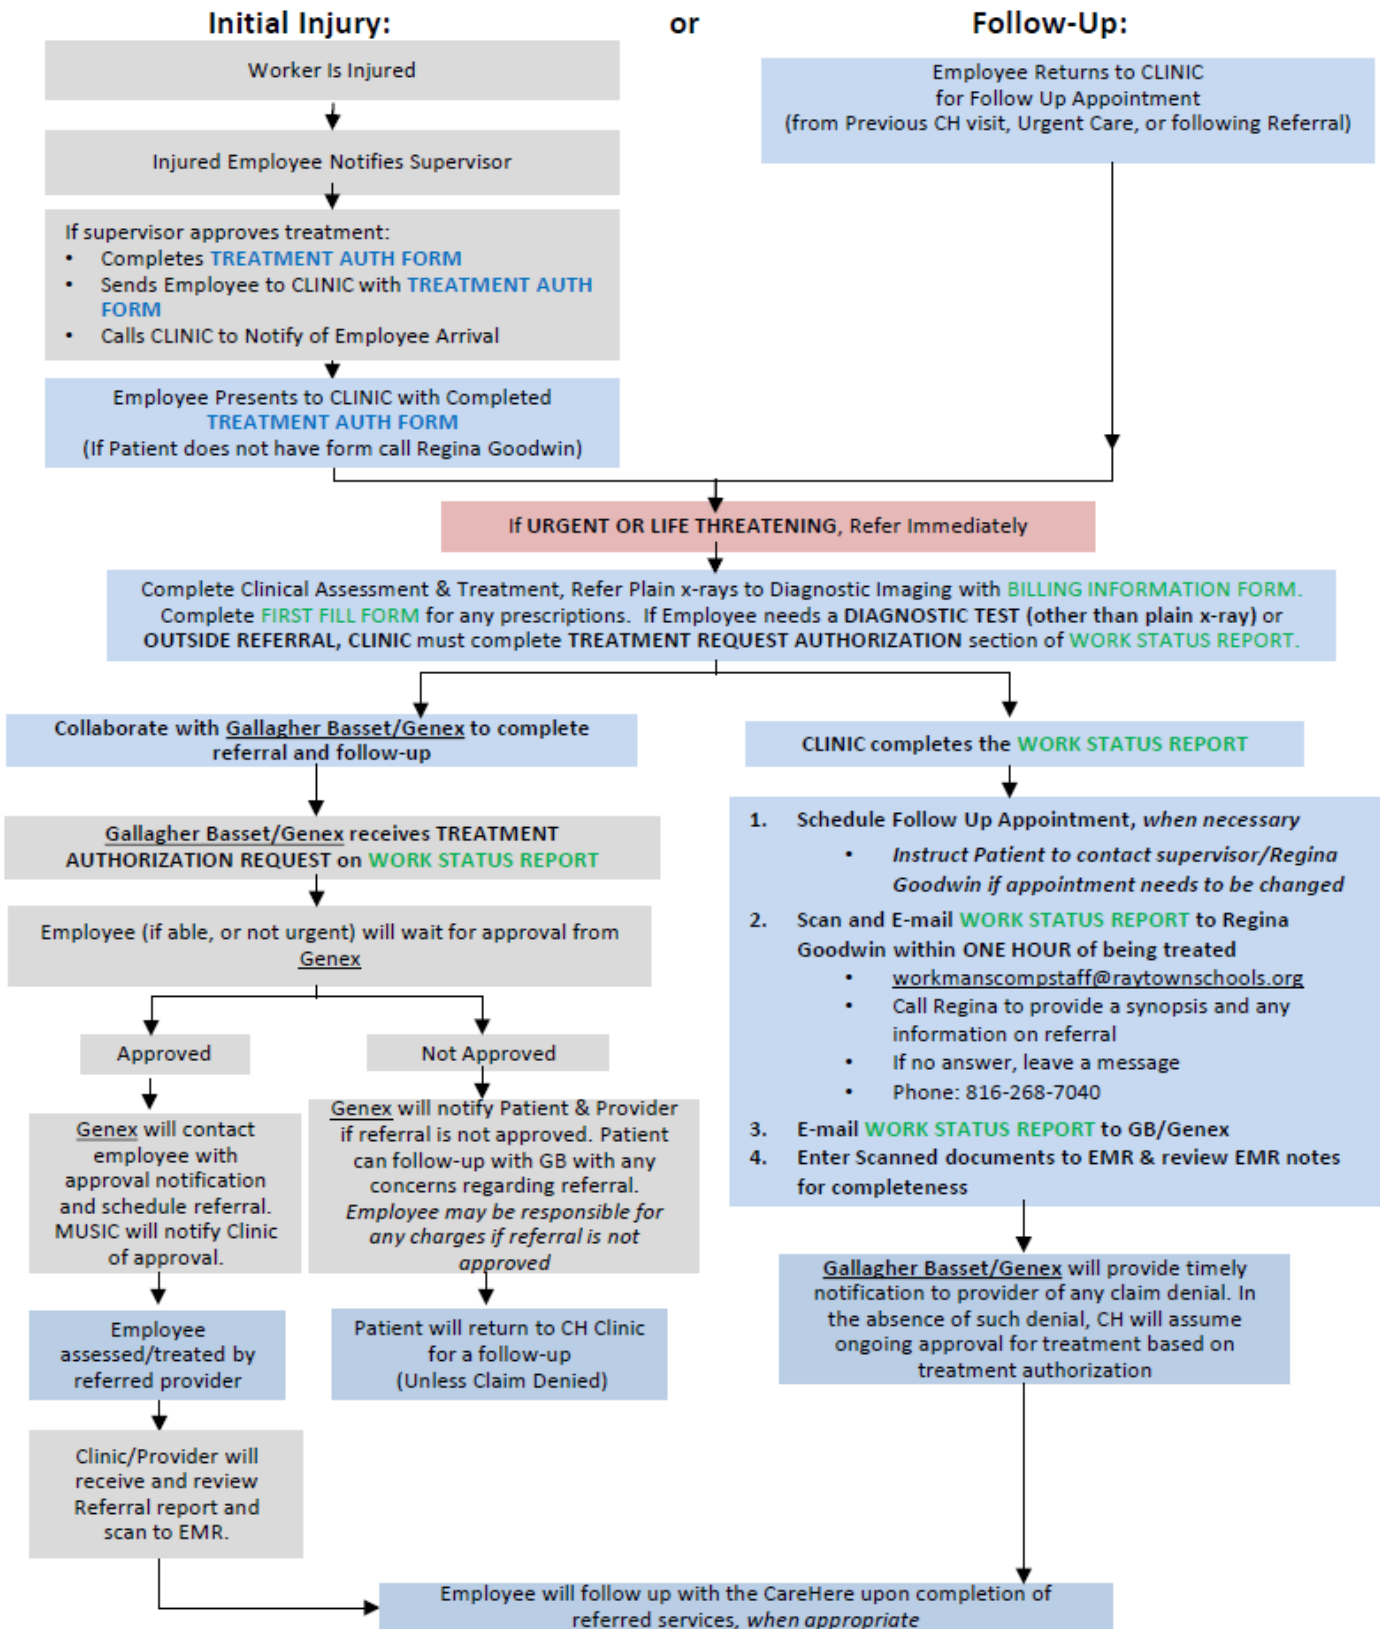 Initial Injury:
or
Follow-Up:
Worker Is Injured
Injured Employee Notifies Supervisor
If supervisor approves treatment:
• Completes TREATMENT AUTH FORM
• Sends Employee to CLINIC with TREATMENT AUTH
FORM
• Calls CLINIC to Notify of Employee Arrival
Employee Presents to CLINIC with Completed
TREATMENT AUTH FORM
(If Patient does not have form call Regina Goodwin)
Employee Returns to CLINIC
for Follow Up Appointment
(from Previous CH visit, Urgent Care, or following Referral)
If URGENT OR LIFE THREATENING, Refer Immediately
Complete Clinical Assessment & Treatment, Refer Plain x-rays to Diagnostic Imaging with BILLING INFORMATION FORM.
Complete FIRST FILL FORM for any prescriptions. If Employee needs a DIAGNOSTIC TEST (other than plain x-ray) or
OUTSIDE REFERRAL, CLINIC must complete TREATMENT REQUEST AUTHORIZATION section of WORK STATUS REPORT.
Collaborate with Gallagher Basset/Genex to complete
referral and follow-up
Gallagher Basset/Genex receives TREATMENT
AUTHORIZATION REQUEST on WORK STATUS REPORT
Employee (if able, or not urgent) will wait for approval from
Genex
Approved
Not Approved
Genex will contact
employee with
approval notification
and schedule referral.
MUSIC will notify Clinic
of approval.
Genex will notify Patient & Provider
if referral is not approved. Patient
can follow-up with GB with any
concerns regarding referral.
Employee may be responsible for
any charges if referral is not
approved
Employee
assessed/treated by
referred provider
Patient will return to CH Clinic
for a follow-up
(Unless Claim Denied)
Clinic/Provider will
receive and review
Referral report and
scan to EMR.
CLINIC completes the WORK STATUS REPORT
1. Schedule Follow Up Appointment, when necessary
• Instruct Patient to contact supervisor/Regina
Goodwin if appointment needs to be changed
2. Scan and E-mail WORK STATUS REPORT to Regina
Goodwin within ONE HOUR of being treated
• workmanscompstaff@raytownschools.org
• Call Regina to provide a synopsis and any
information on referral
• If no answer, leave a message
• Phone: 816-268-7040
3. E-mail WORK STATUS REPORT to GB/Genex
4. Enter Scanned documents to EMR & review EMR notes
for completeness
Gallagher Basset/Genex will provide timely
notification to provider of any claim denial. In
the absence of such denial, CH will assume
ongoing approval for treatment based on
treatment authorization
Employee will follow up with the CareHere upon completion of
referred services, when appropriate